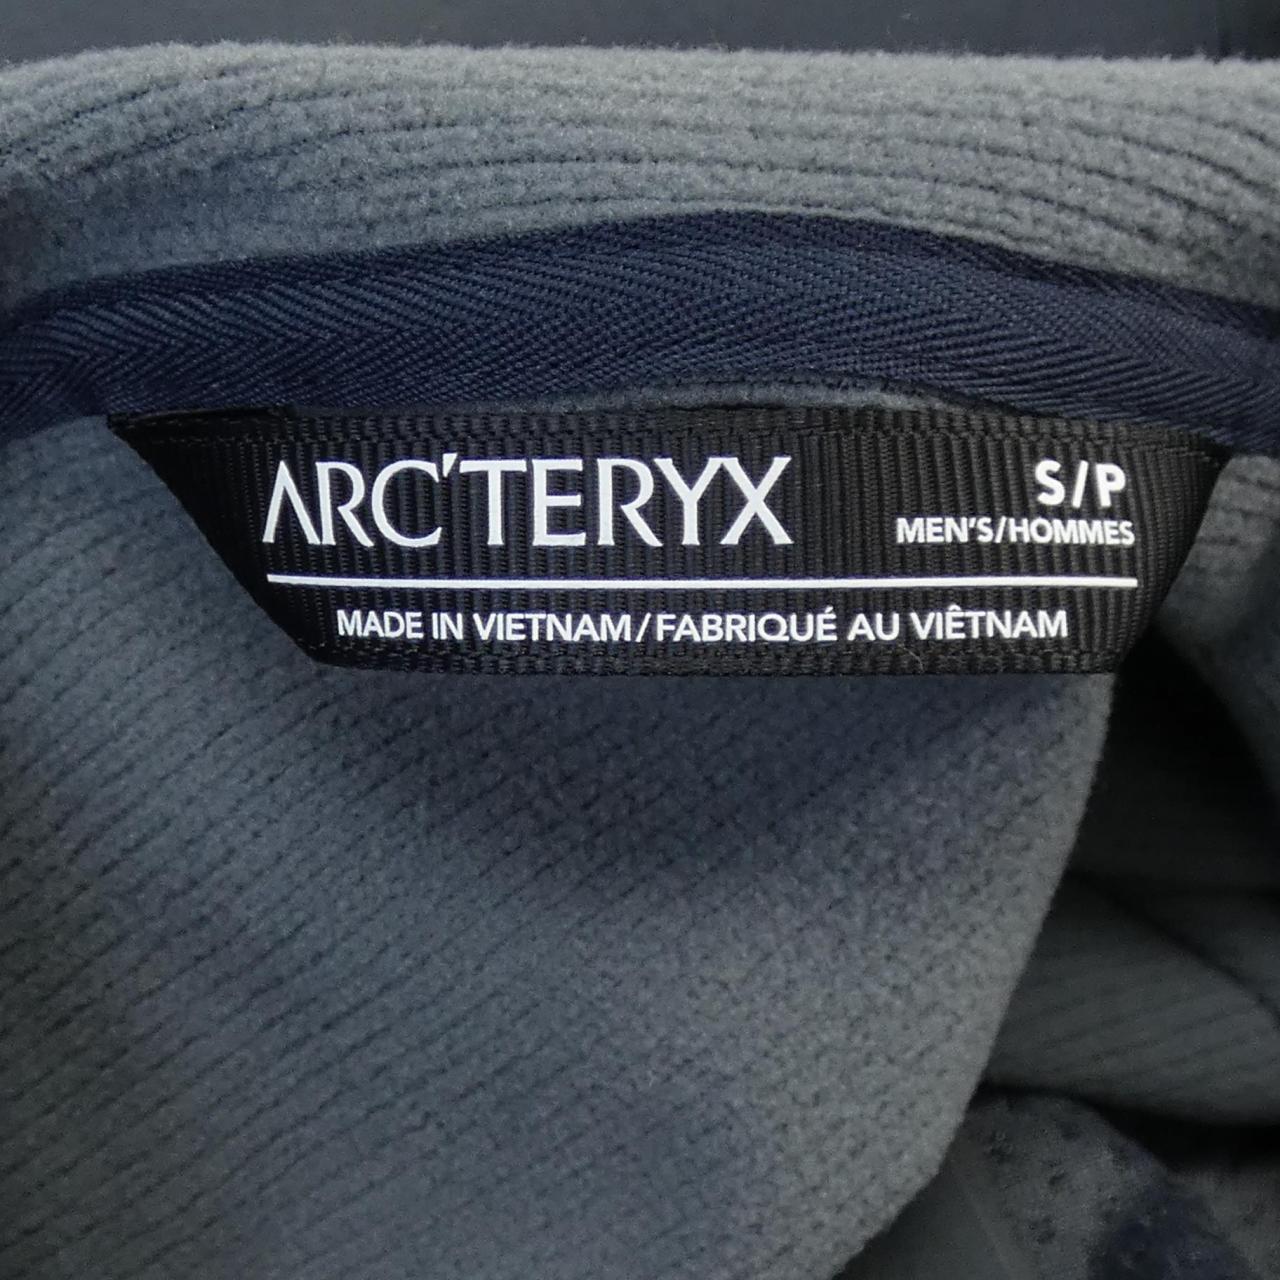 ARC'TERYX
S/P
MEN'S/HOMMES
MADE IN VIETNAM/FABRIQUÉ AU VIÊTNAM